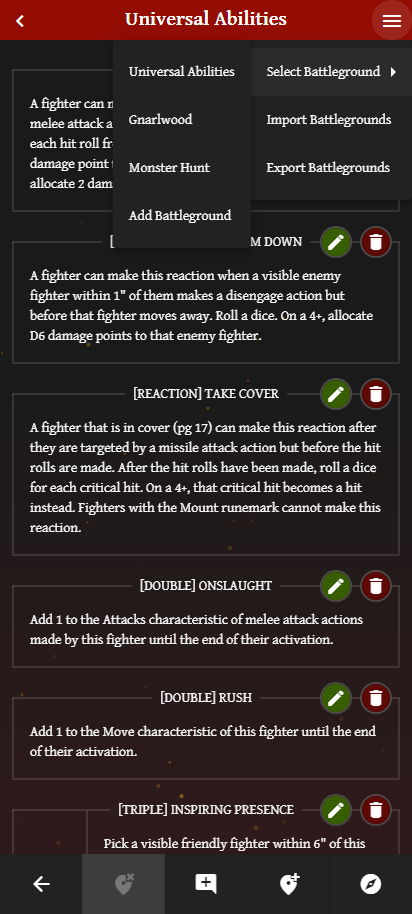 Universal Abilities
Universal Abilities
Gnarlwood
Monster Hunt
Add Battleground
Select Battleground
Import Battlegrounds
Export Battlegrounds
A fighter can
melee attack a
each hit roll
damage point
allocate 2
[
M DOWN
A fighter can make this reaction when a visible enemy
fighter within 1" of them makes a disengage action but
before that fighter moves away. Roll a dice. On a 4+, allocate
D6 damage points to that enemy fighter.
[REACTION] TAKE COVER
A fighter that is in cover (pg 17) can make this reaction after
they are targeted by a missile attack action but before the hit
rolls are made. After the hit rolls have been made, roll a dice
for each critical hit. On a 4+, that critical hit becomes a hit
instead. Fighters with the Mount runemark cannot make this
reaction.
[DOUBLE] ONSLAUGHT
Add 1 to the Attacks characteristic of melee attack actions
made by this fighter until the end of their activation.
[DOUBLE] RUSH
Add 1 to the Move characteristic of this fighter until the end
of their activation.
[TRIPLE] INSPIRING PRESENCE
Pick a visible friendly fighter within 6" of this